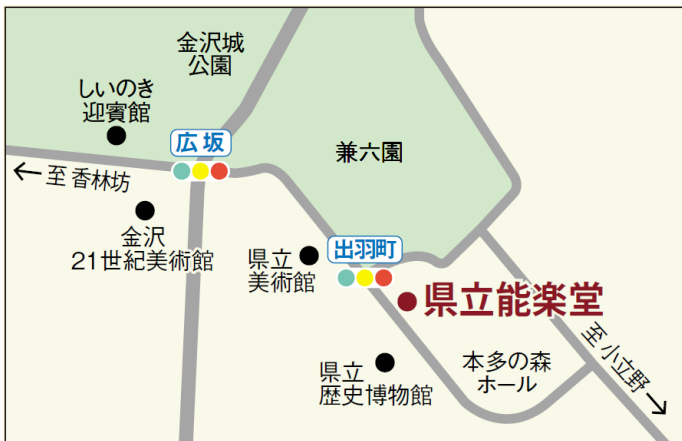 金沢城
公園
しいのき
迎賓館
広坂
兼六園
← 至 香林坊
金沢
21世紀美術館
県立
美術館
出羽町
県立能楽堂
至 小立野 →
本多の森
ホール
県立
歴史博物館